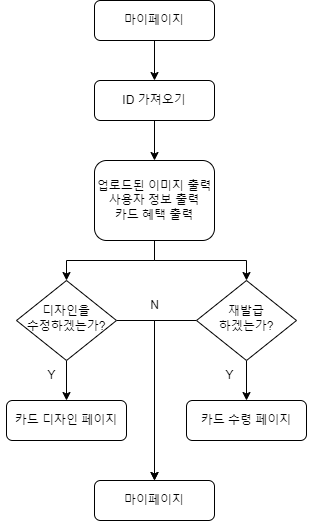 마이페이지
ID 가져오기
업로드된 이미지 출력
사용자 정보 출력
카드 혜택 출력
디자인을
수정하겠는가?
N
재발급
하겠는가?
Y
Y
카드 디자인 페이지
카드 수령 페이지
마이페이지